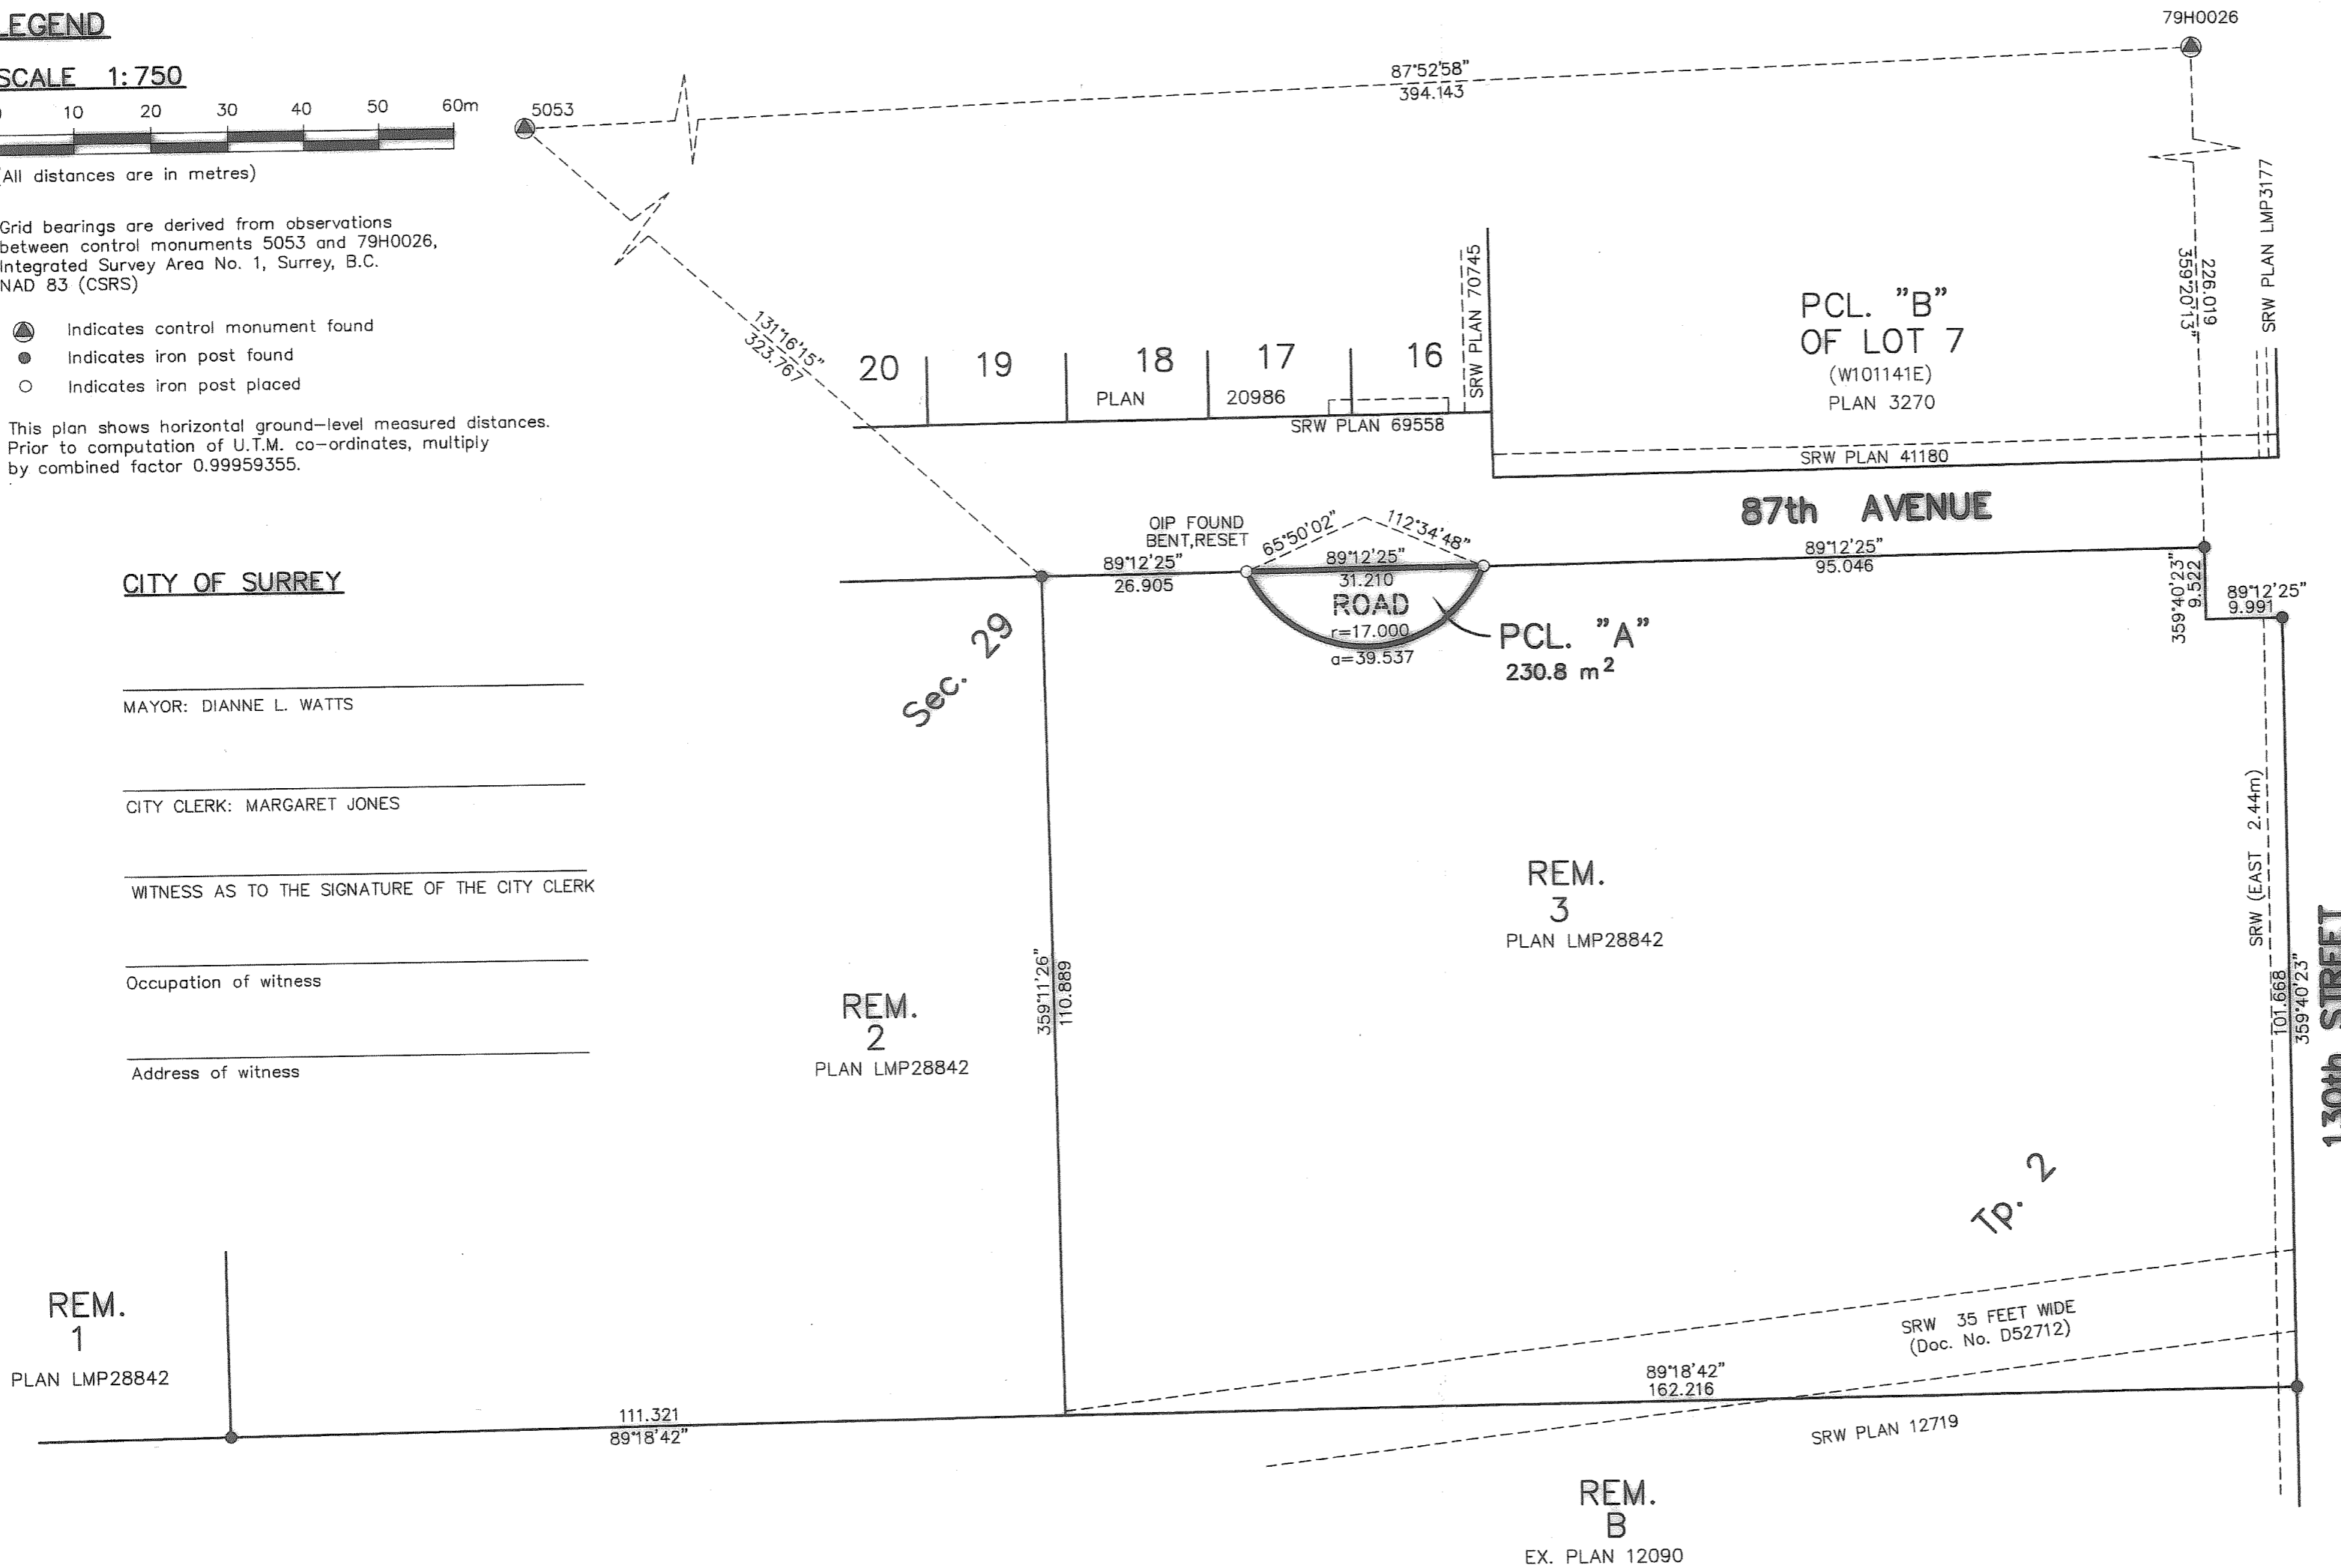 LEGEND
SCALE 1:750
10 20 30 40 50 60m
(All distances are in metres)
Grid bearings are derived from observations
between control monuments 5053 and 79H0026,
Integrated Survey Area No. 1, Surrey, B.C.
NAD 83 (CSRS)
Indicates control monument found
Indicates iron post found
Indicates iron post placed
This plan shows horizontal ground-level measured distances.
Prior to computation of U.T.M. co-ordinates, multiply
by combined factor 0.99959355.
CITY OF SURREY
MAYOR: DIANNE L. WATTS
CITY CLERK: MARGARET JONES
WITNESS AS TO THE SIGNATURE OF THE CITY CLERK
Occupation of witness
Address of witness
5053
79H0026
87°52'58"
394.143
131°16'15"
323.767
226.019
359°20'13"
SRW PLAN LMP3177
20 19 18 17 16
PLAN 20986
SRW PLAN 70745
SRW PLAN 69558
PCL. "B"
OF LOT 7
(W101141E)
PLAN 3270
SRW PLAN 41180
87th AVENUE
OIP FOUND
BENT,RESET
65°50'02"
112°34'48"
89°12'25"
26.905
89°12'25"
31.210
ROAD
r=17.000
a=39.537
PCL. "A"
230.8 m²
89°12'25"
95.046
359°40'23"
9.522
89°12'25"
9.991
Sec. 29
REM.
3
PLAN LMP28842
359°11'26"
110.889
REM.
2
PLAN LMP28842
SRW (EAST 2.44m)
101.668
359°40'23"
130th STREET
Tp. 2
SRW 35 FEET WIDE
(Doc. No. D52712)
89°18'42"
162.216
SRW PLAN 12719
REM.
1
PLAN LMP28842
111.321
89°18'42"
REM.
B
EX. PLAN 12090